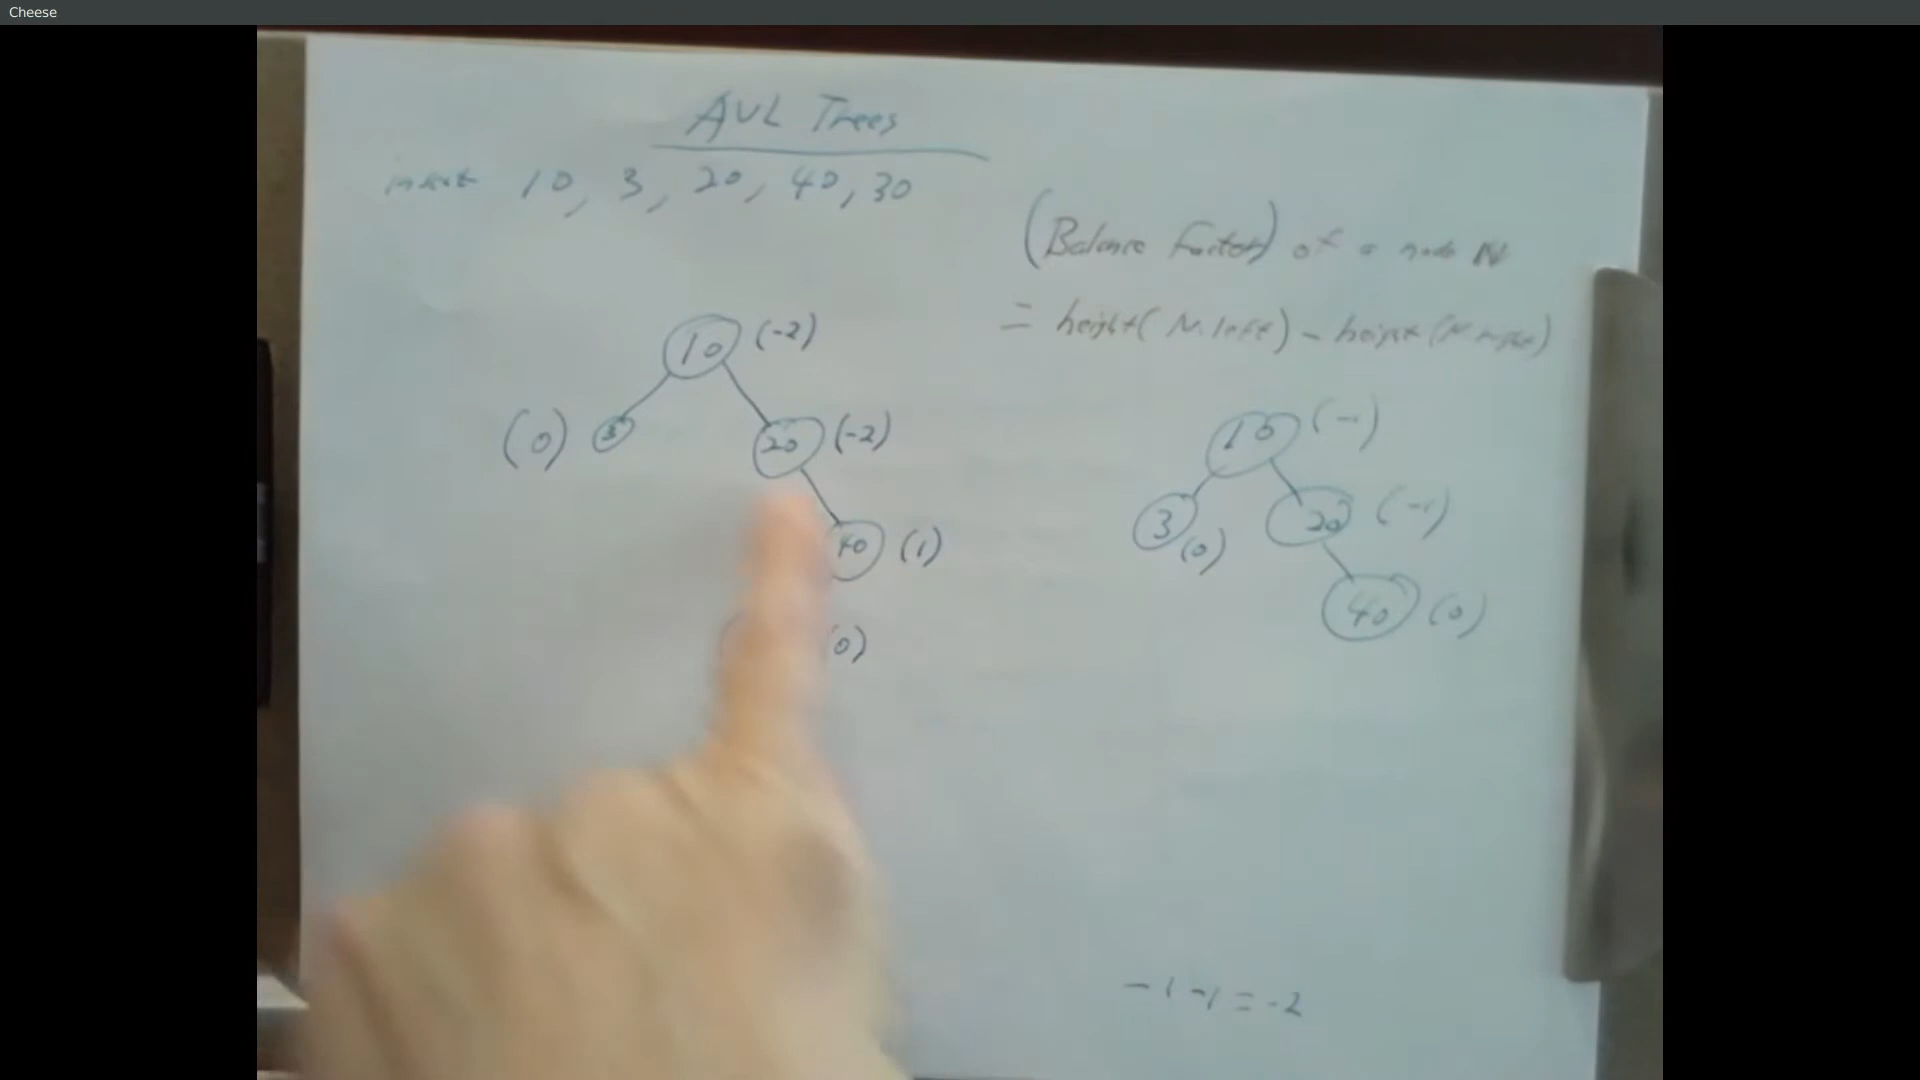 Cheese
AVL Trees
insert 10, 3, 20, 40, 30
(Balance Factor) of a node N
= height(N.left) - height(N.right)
10 (-2)
(0) 3 20 (-2)
40 (1)
(0)
10 (-1)
3 (0) 20 (-1)
40 (0)
-1 -1 = -2